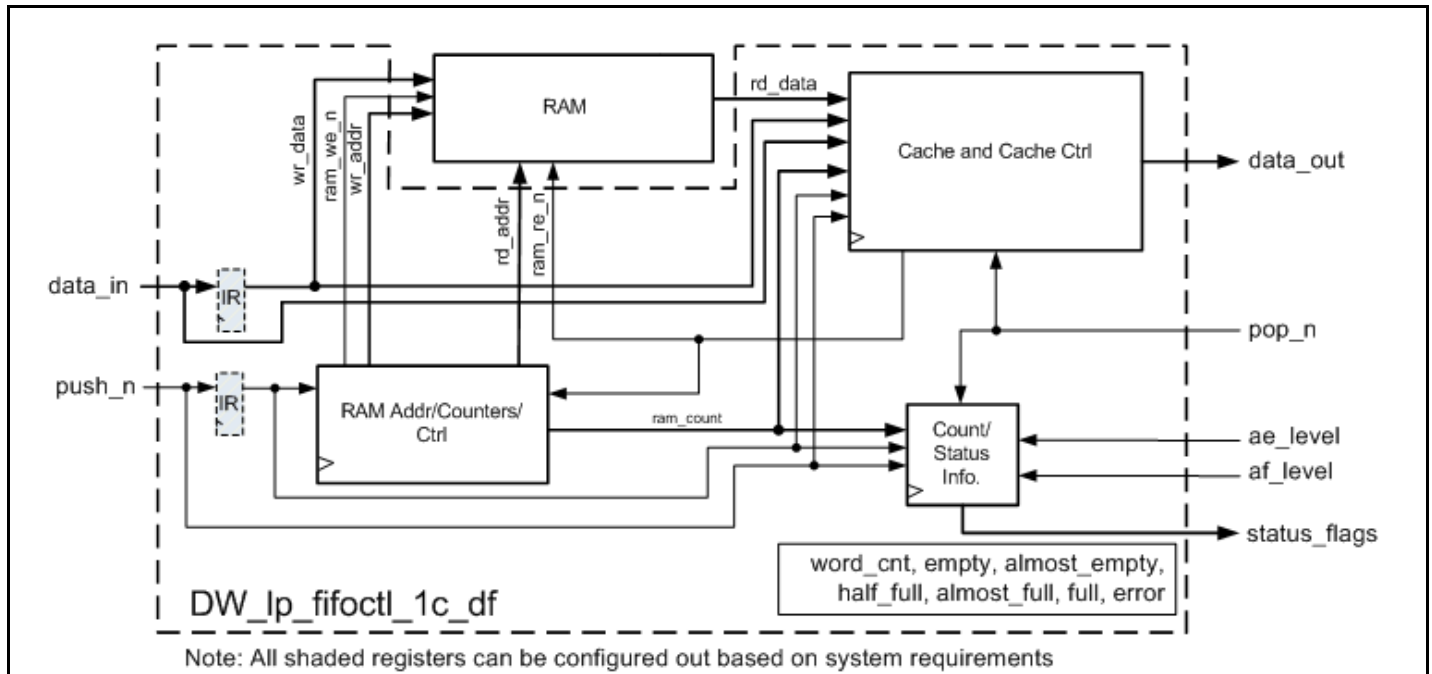 RAM
wr_data
ram_we_n
wr_addr
rd_data
Cache and Cache Ctrl
data_out
rd_addr
ram_re_n
data_in
IR
pop_n
push_n
IR
RAM Addr/Counters/
Ctrl
ram_count
Count/
Status
Info.
ae_level
af_level
status_flags
word_cnt, empty, almost_empty,
half_full, almost_full, full, error
DW_lp_fifoctl_1c_df
Note: All shaded registers can be configured out based on system requirements